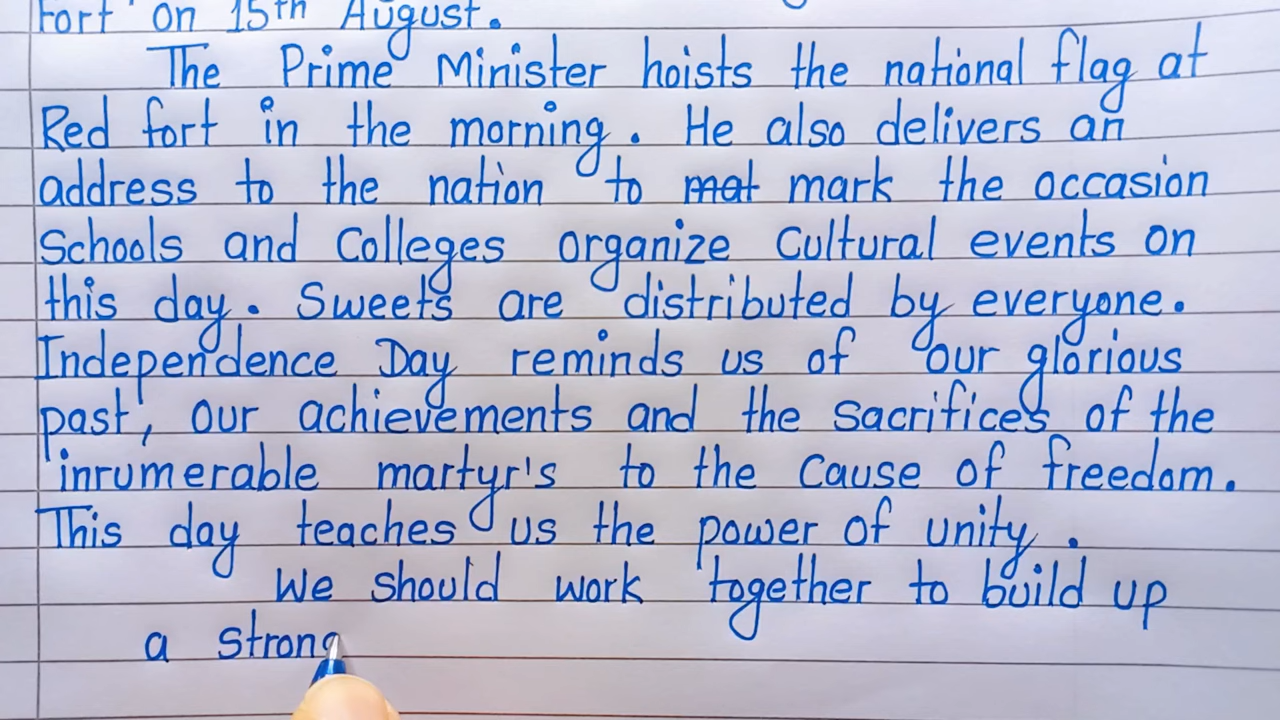 Fort on 15th August.
The Prime Minister hoists the national flag at
Red fort in the morning. He also delivers an
address to the nation to mat mark the occasion
Schools and Colleges organize Cultural events on
this day. Sweets are distributed by everyone.
Independence Day reminds us of our glorious
past, our achievements and the sacrifices of the
inrumerable martyr's to the cause of freedom.
This day teaches us the power of unity.
We should work together to build up
a strong